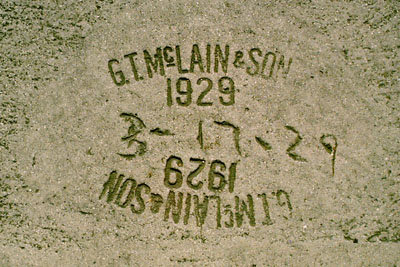 G.T. McLAIN & SON
1929
3-17-29
1929
G.T. McLAIN & SON